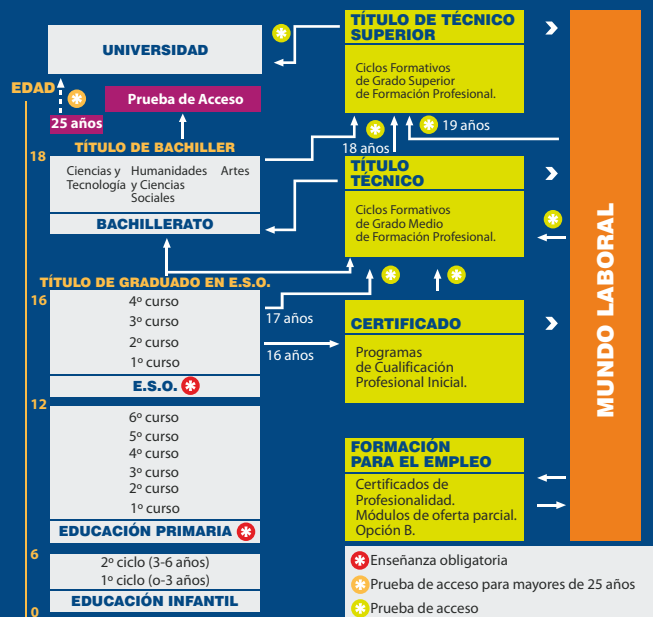 UNIVERSIDAD
EDAD
Prueba de Acceso
25 años
TÍTULO DE BACHILLER
18
Ciencias y Humanidades Artes
Tecnología y Ciencias
Sociales
BACHILLERATO
TÍTULO DE GRADUADO EN E.S.O.
16
4º curso
3º curso
2º curso
1º curso
E.S.O.
17 años
16 años
12
6º curso
5º curso
4º curso
3º curso
2º curso
1º curso
EDUCACIÓN PRIMARIA
6
2º ciclo (3-6 años)
1º ciclo (o-3 años)
EDUCACIÓN INFANTIL
0
TÍTULO DE TÉCNICO
SUPERIOR
Ciclos Formativos
de Grado Superior
de Formación Profesional.
18 años
19 años
TÍTULO
TÉCNICO
Ciclos Formativos
de Grado Medio
de Formación Profesional.
CERTIFICADO
Programas
de Cualificación
Profesional Inicial.
FORMACIÓN
PARA EL EMPLEO
Certificados de
Profesionalidad.
Módulos de oferta parcial.
Opción B.
MUNDO LABORAL
Enseñanza obligatoria
Prueba de acceso para mayores de 25 años
Prueba de acceso